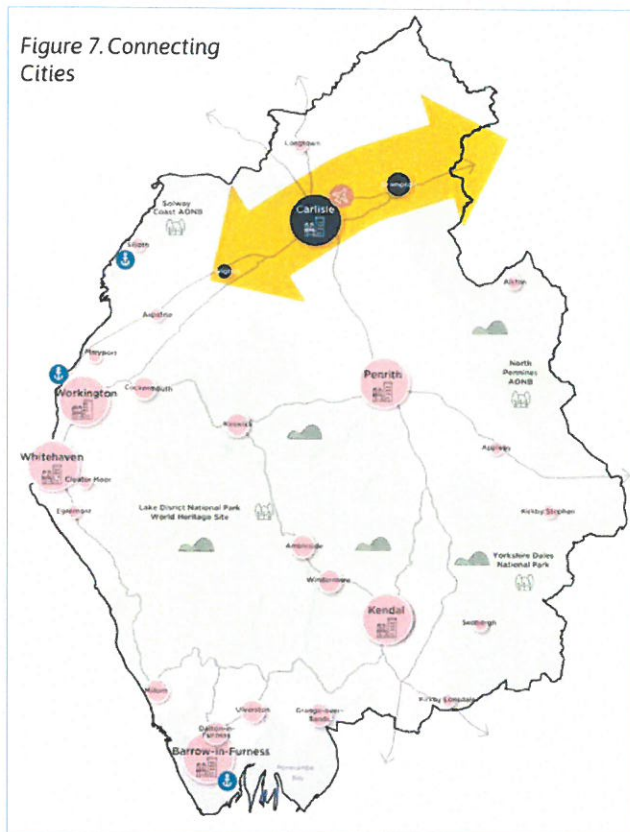 Figure 7. Connecting
Cities
Longtown
Carlisle
Solway
Coast AONB
Silloth
Aspatria
Maryport
Workington
Cockermouth
Keswick
Penrith
Alston
North
Pennines
AONB
Appleby
Whitehaven
Cleator Moor
Egremont
Lake District National Park
World Heritage Site
Kirkby Stephen
Ambleside
Windermere
Yorkshire Dales
National Park
Kendal
Sedbergh
Millom
Ulverston
Grange-over-
Sands
Kirkby Lonsdale
Dalton-in-
Furness
Barrow-in-Furness
Morecambe
Bay